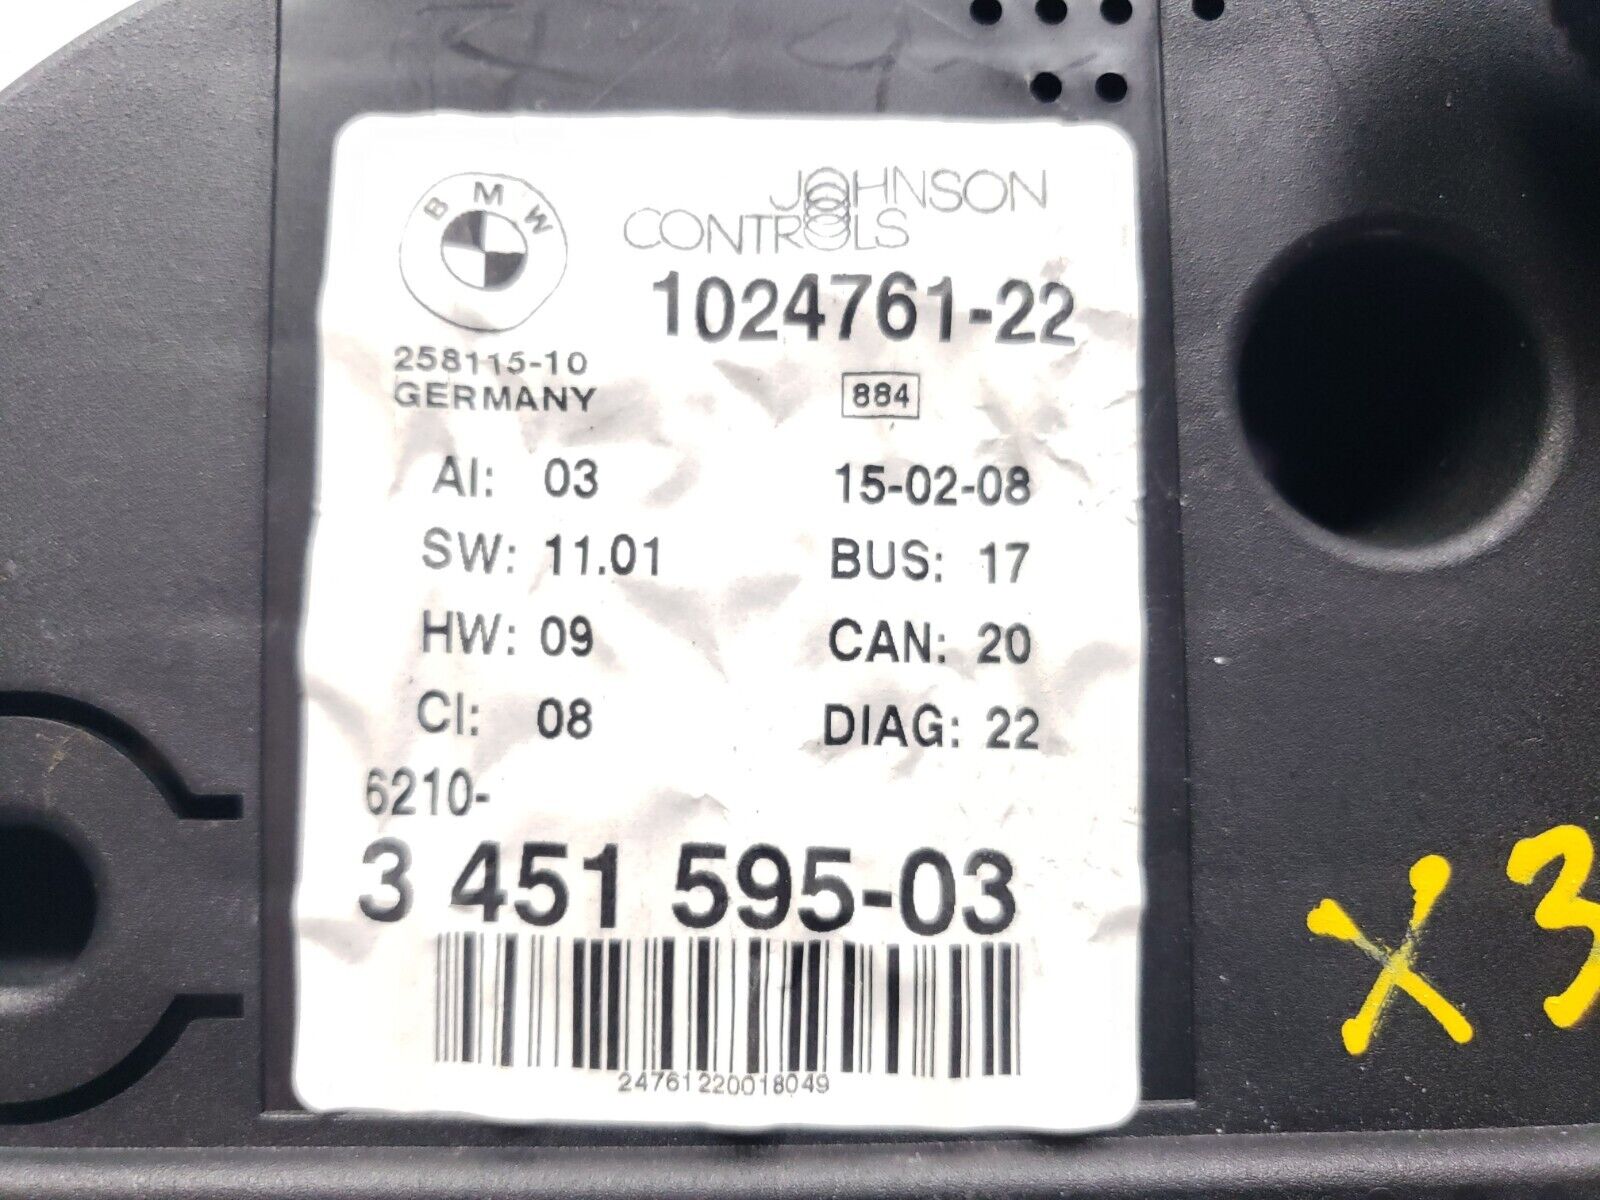 BMW
JOHNSON
CONTROLS
1024761-22
258115-10
GERMANY
884
AI: 03 15-02-08
SW: 11.01 BUS: 17
HW: 09 CAN: 20
CI: 08 DIAG: 22
6210-
3 451 595-03
24761220018049
X3